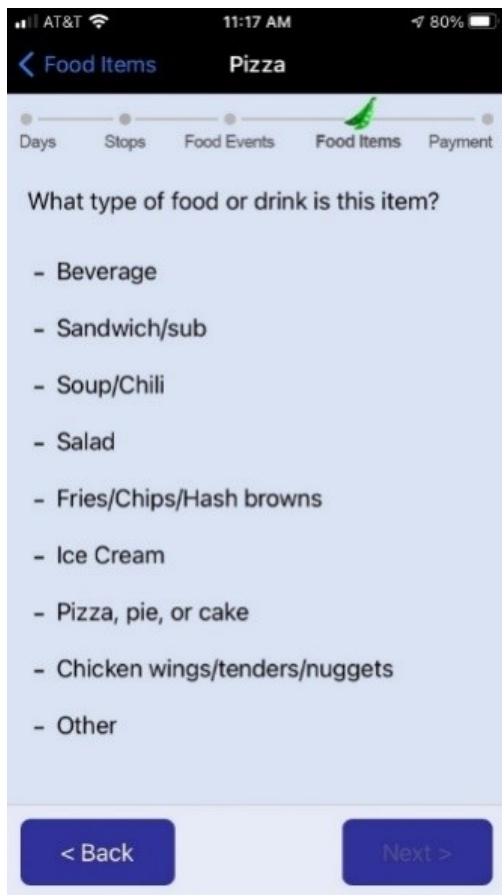 AT&T 11:17 AM 80%
Food Items Pizza
Days Stops Food Events Food Items Payment
What type of food or drink is this item?
- Beverage
- Sandwich/sub
- Soup/Chili
- Salad
- Fries/Chips/Hash browns
- Ice Cream
- Pizza, pie, or cake
- Chicken wings/tenders/nuggets
- Other
< Back Next >